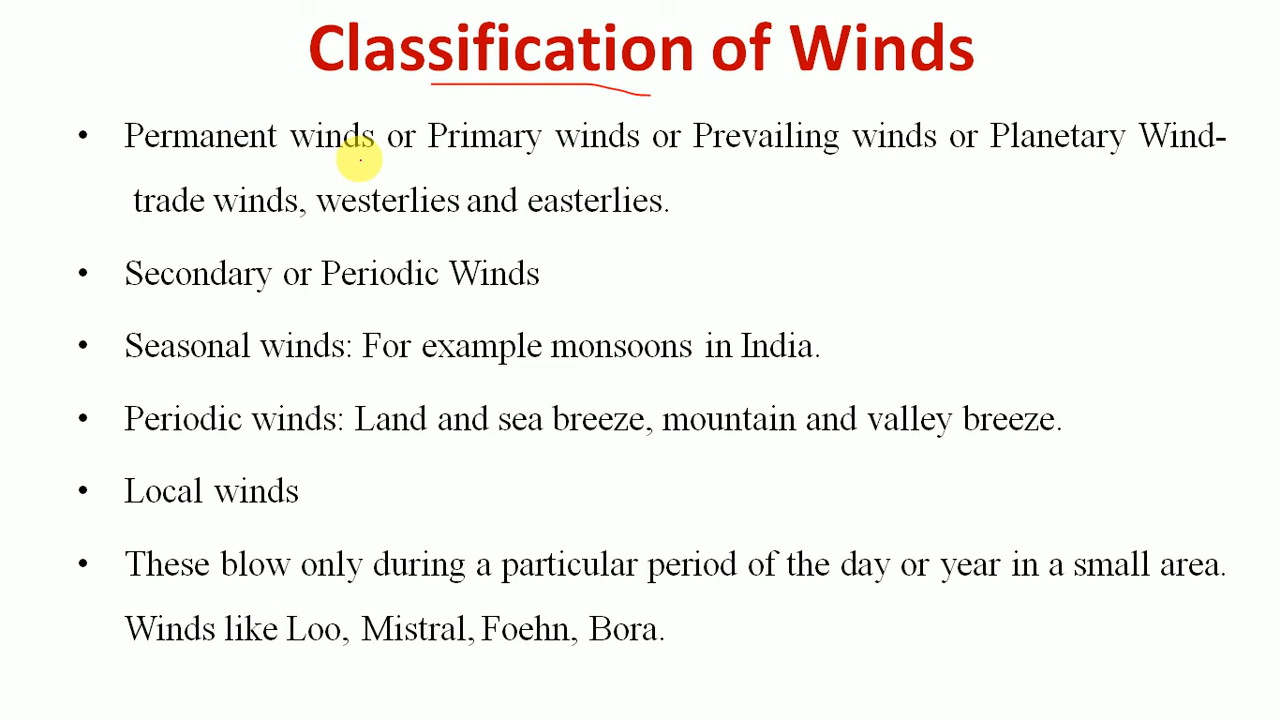 Classification of Winds
• Permanent winds or Primary winds or Prevailing winds or Planetary Wind-
trade winds, westerlies and easterlies.
• Secondary or Periodic Winds
• Seasonal winds: For example monsoons in India.
• Periodic winds: Land and sea breeze, mountain and valley breeze.
• Local winds
• These blow only during a particular period of the day or year in a small area.
Winds like Loo, Mistral, Foehn, Bora.